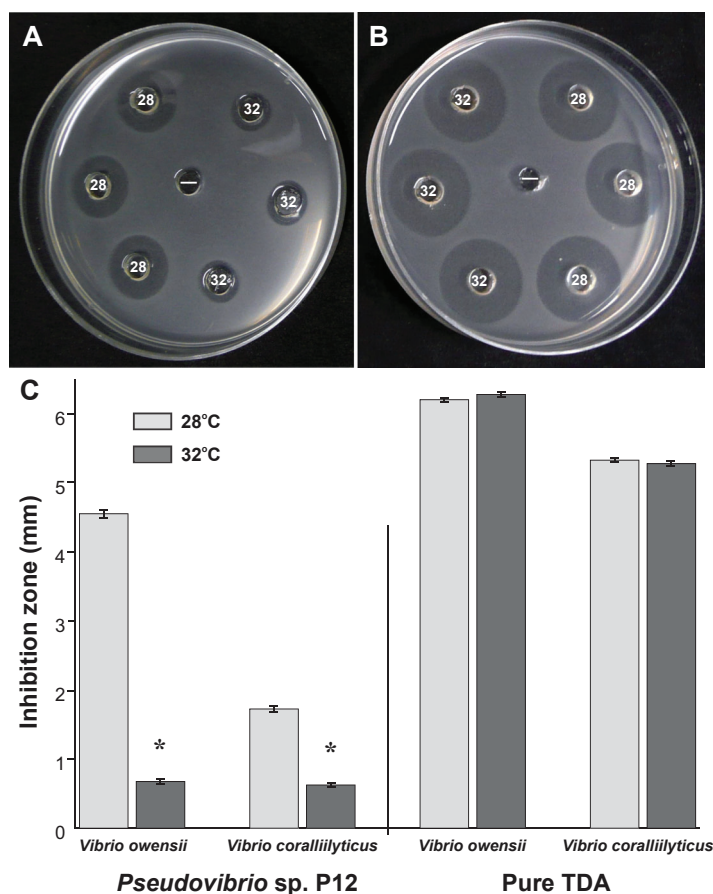 A
28
32
28
32
28
32
B
32
28
32
28
32
28
C
28°C
32°C
Inhibition zone (mm)
6
5
4
3
2
1
0
*
*
Vibrio owensii
Vibrio coralliilyticus
Vibrio owensii
Vibrio coralliilyticus
Pseudovibrio sp. P12
Pure TDA